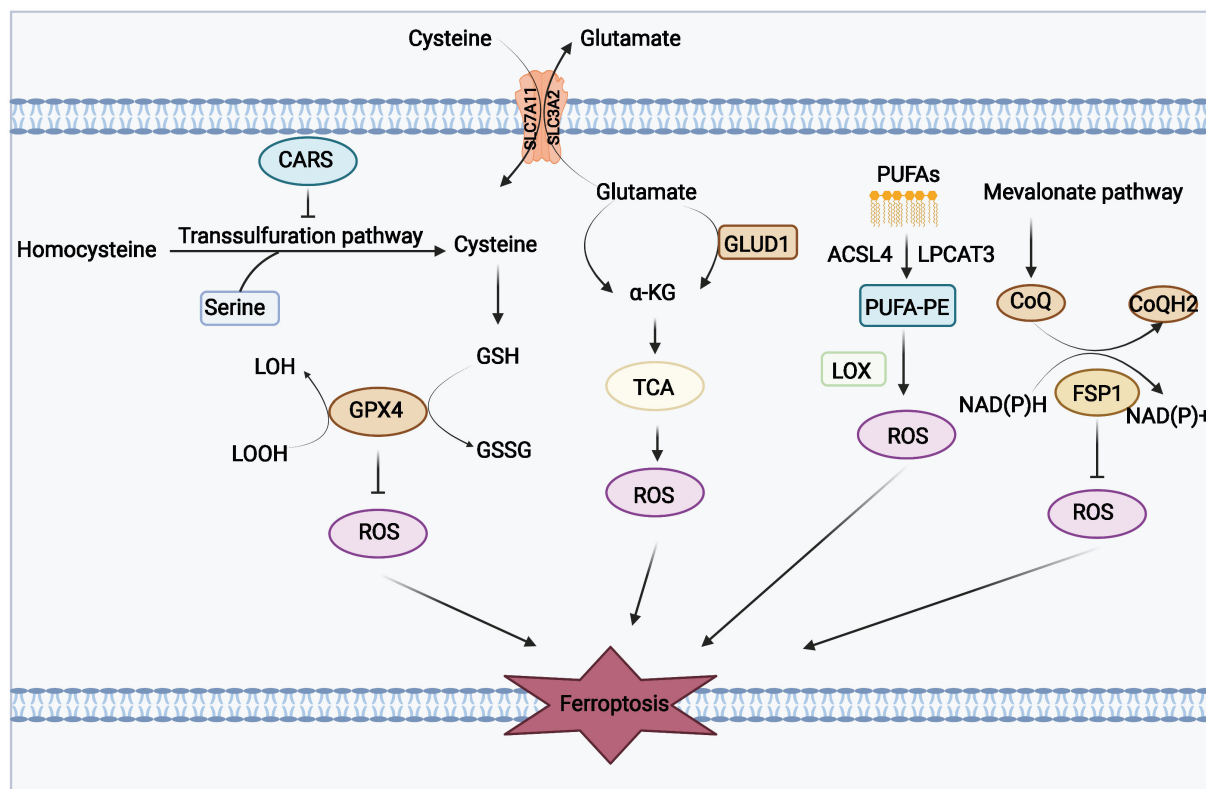 Cysteine
Glutamate
SLC7A11
SLC3A2
CARS
PUFAs
Glutamate
Mevalonate pathway
Homocysteine
Transsulfuration pathway
Cysteine
GLUD1
ACSL4
LPCAT3
Serine
α-KG
PUFA-PE
CoQ
CoQH2
LOH
GSH
GPX4
TCA
LOX
FSP1
NAD(P)H
NAD(P)+
LOOH
GSSG
ROS
ROS
ROS
ROS
Ferroptosis